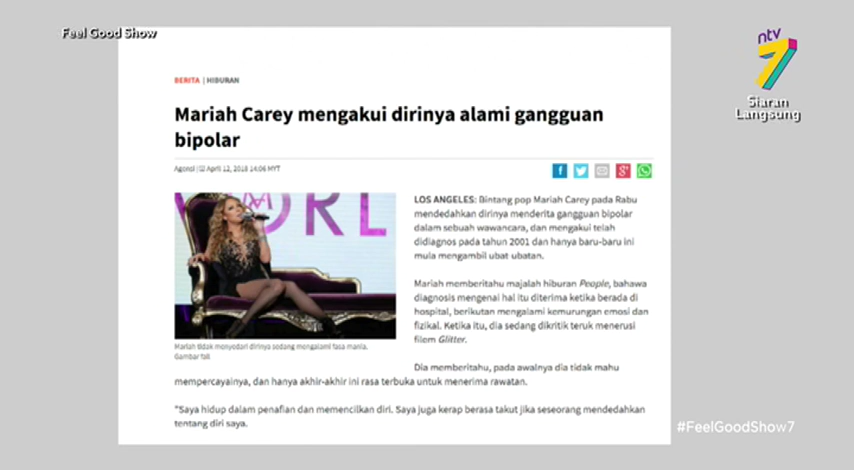 Feel Good Show
ntv
7
Siaran
Langsung
BERITA | HIBURAN
Mariah Carey mengakui dirinya alami gangguan
bipolar
Agensi | April 12, 2018 14:06 MYT
WORL
LOS ANGELES: Bintang pop Mariah Carey pada Rabu
mendedahkan dirinya menderita gangguan bipolar
dalam sebuah wawancara, dan mengakui telah
didiagnos pada tahun 2001 dan hanya baru-baru ini
mula mengambil ubat ubatan.
Mariah memberitahu majalah hiburan People, bahawa
diagnosis mengenai hal itu diterima ketika berada di
hospital, berikutan mengalami kemurungan emosi dan
fizikal. Ketika itu, dia sedang dikritik teruk menerusi
filem Glitter.
Mariah tidak menyedari dirinya sedang mengalami fasa mania.
Gambar fail
Dia memberitahu, pada awalnya dia tidak mahu
mempercayainya, dan hanya akhir-akhir ini rasa terbuka untuk menerima rawatan.
"Saya hidup dalam penafian dan memencilkan diri. Saya juga kerap berasa takut jika seseorang mendedahkan
tentang diri saya.
#FeelGoodShow7